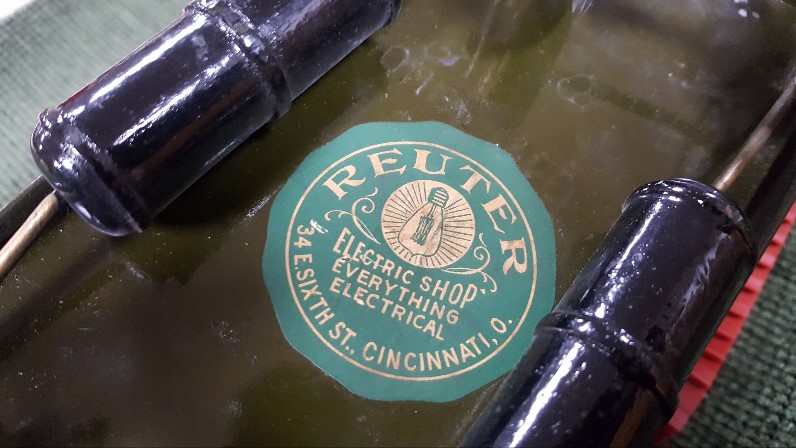 REUTER
ELECTRIC SHOP
EVERYTHING
ELECTRICAL
34 E. SIXTH ST., CINCINNATI, O.